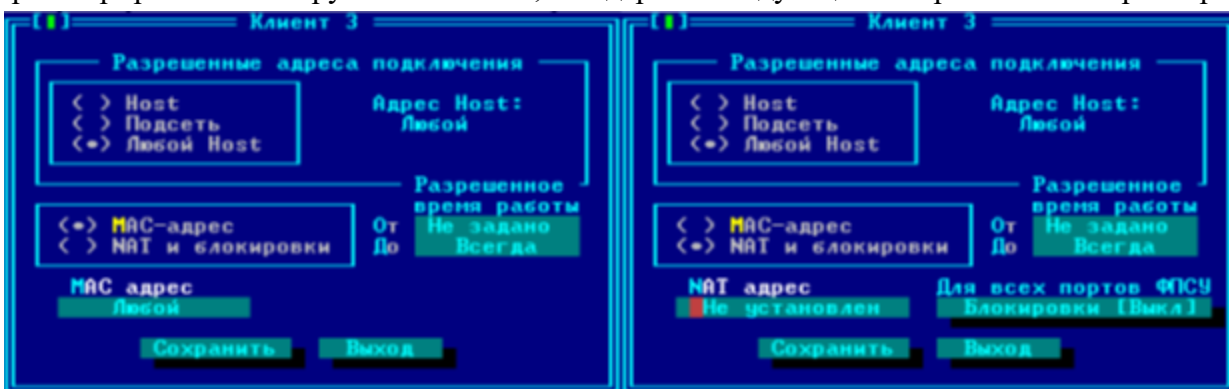 [ ] Клиент 3
Разрешенные адреса подключения
( ) Host
( ) Подсеть
(•) Любой Host
Адрес Host:
Любой
Разрешенное
время работы
(•) MAC-адрес
( ) NAT и блокировки
От Не задано
До Всегда
MAC адрес
Любой
Сохранить Выход
[ ] Клиент 3
Разрешенные адреса подключения
( ) Host
( ) Подсеть
(•) Любой Host
Адрес Host:
Любой
Разрешенное
время работы
( ) MAC-адрес
(•) NAT и блокировки
От Не задано
До Всегда
NAT адрес
Не установлен
Для всех портов ФПСУ
Блокировки [Выкл]
Сохранить Выход